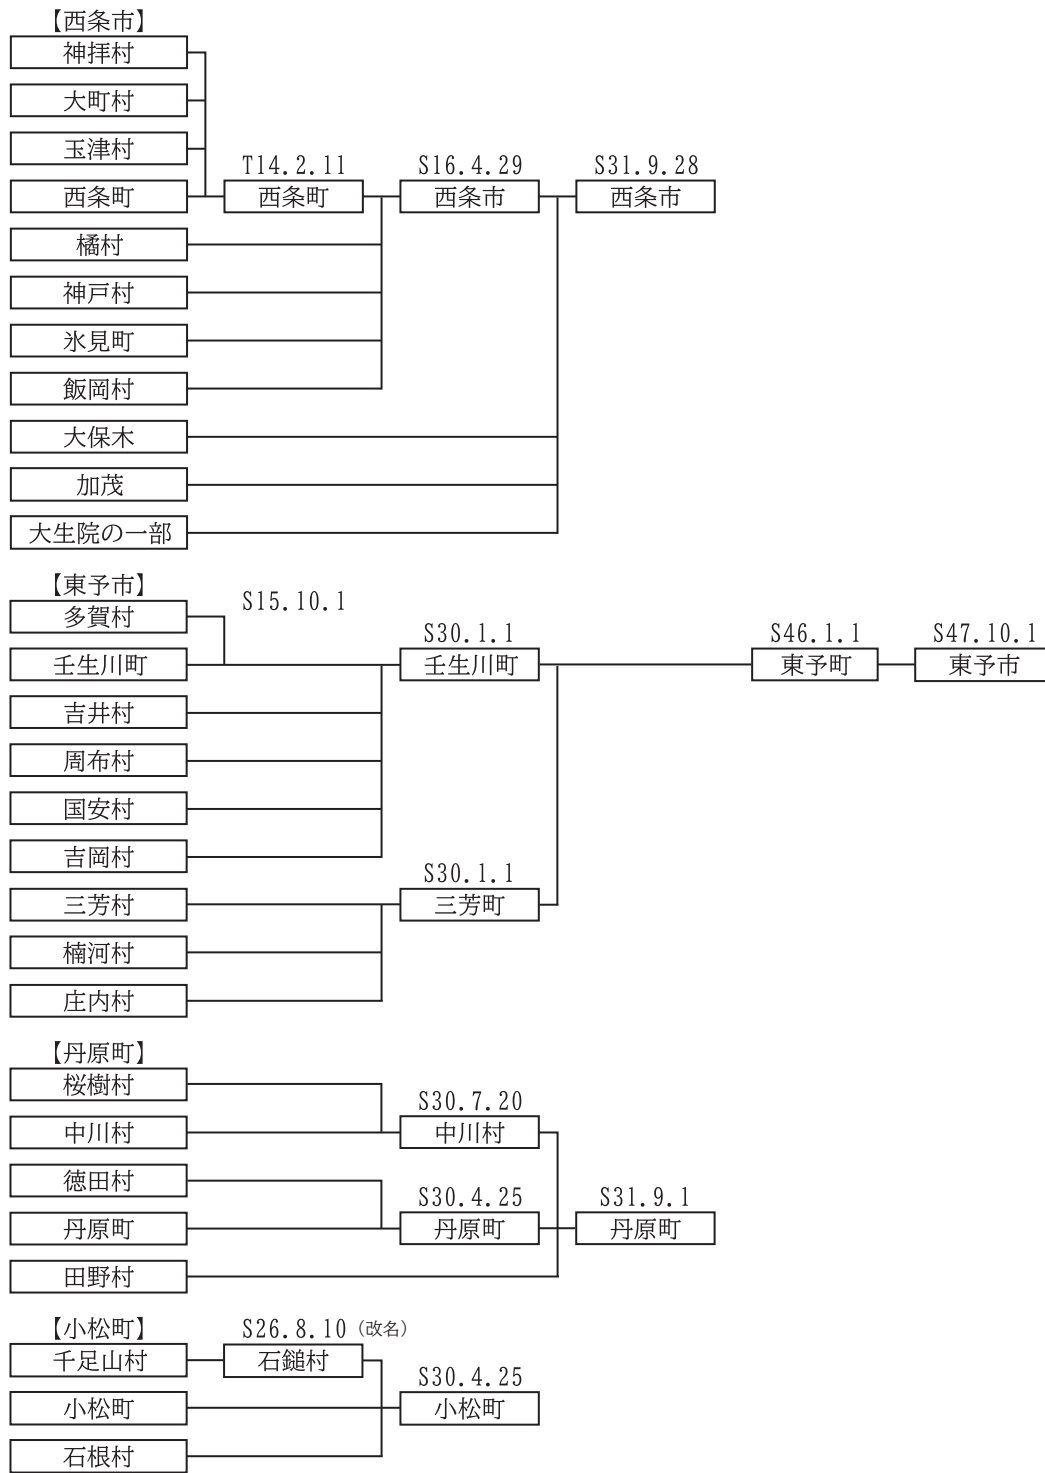 【西条市】
神拝村
大町村
玉津村
T14.2.11 S16.4.29 S31.9.28
西条町 西条町 西条市 西条市
橘村
神戸村
氷見町
飯岡村
大保木
加茂
大生院の一部
【東予市】
S15.10.1
多賀村
S30.1.1 S46.1.1 S47.10.1
壬生川町 壬生川町 東予町 東予市
吉井村
周布村
国安村
吉岡村
S30.1.1
三芳村 三芳町
楠河村
庄内村
【丹原町】
桜樹村
S30.7.20
中川村 中川村
徳田村
S30.4.25 S31.9.1
丹原町 丹原町 丹原町
田野村
【小松町】
S26.8.10（改名）
千足山村 石鎚村
S30.4.25
小松町 小松町
石根村